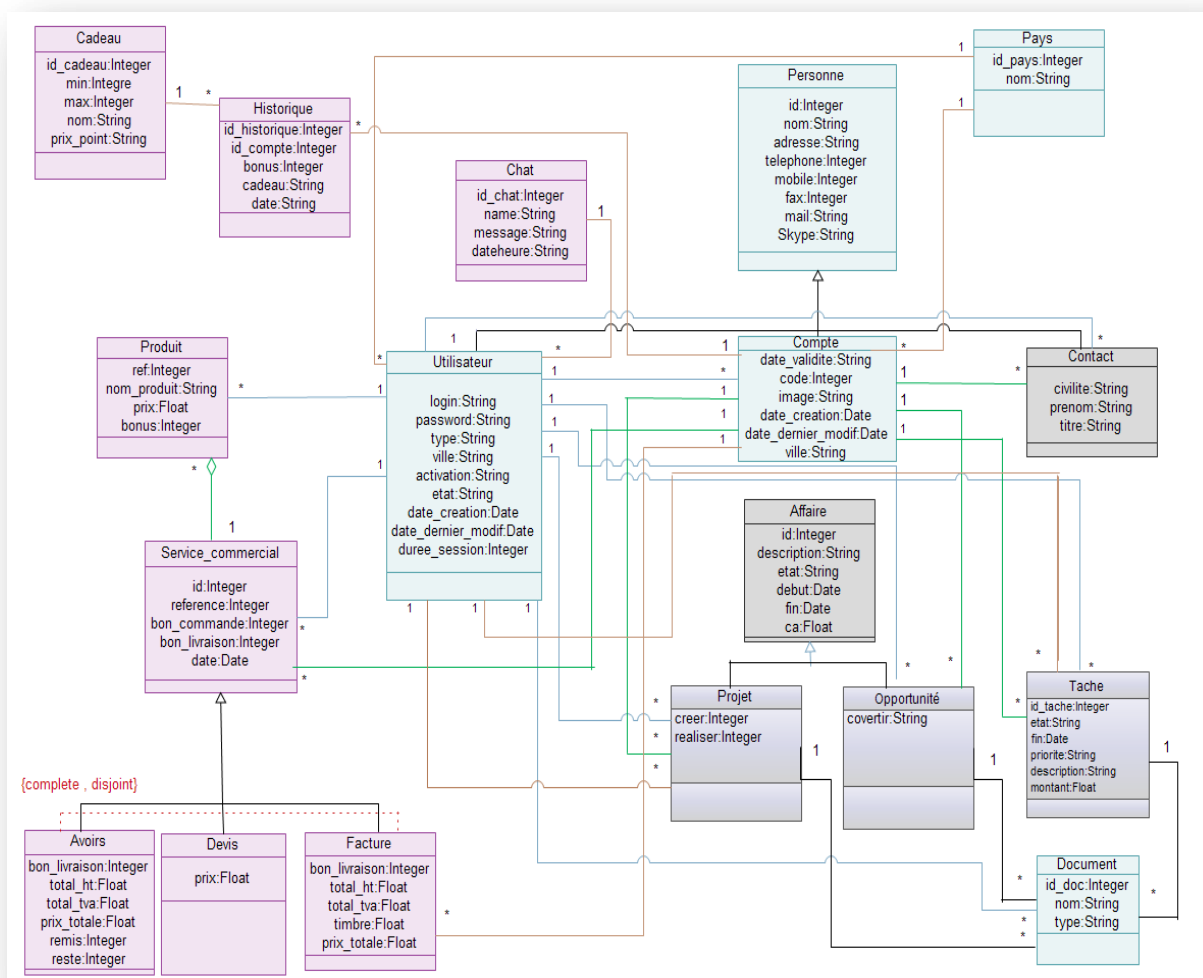 Cadeau
id_cadeau:Integer
min:Integre
max:Integer
nom:String
prix_point:String
1
*
Historique
id_historique:Integer
id_compte:Integer
bonus:Integer
cadeau:String
date:String
*
Chat
id_chat:Integer
name:String
message:String
dateheure:String
1
Personne
id:Integer
nom:String
adresse:String
telephone:Integer
mobile:Integer
fax:Integer
mail:String
Skype:String
Pays
id_pays:Integer
nom:String
1
1
Produit
ref:Integer
nom_produit:String
prix:Float
bonus:Integer
*
*
1
Utilisateur
login:String
password:String
type:String
ville:String
activation:String
etat:String
date_creation:Date
date_dernier_modif:Date
duree_session:Integer
1
*
*
1
1
1
1
1
1
1
1
1
Compte
date_validite:String
code:Integer
image:String
date_creation:Date
date_dernier_modif:Date
ville:String
1
*
1
1
1
*
1
1
1
Contact
civilite:String
prenom:String
titre:String
*
*
Service_commercial
id:Integer
reference:Integer
bon_commande:Integer
bon_livraison:Integer
date:Date
*
*
Affaire
id:Integer
description:String
etat:String
debut:Date
fin:Date
ca:Float
Projet
creer:Integer
realiser:Integer
*
*
*
1
Opportunité
covertir:String
*
*
1
Tache
id_tache:Integer
etat:String
fin:Date
priorite:String
description:String
montant:Float
*
*
*
1
{complete , disjoint}
Avoirs
bon_livraison:Integer
total_ht:Float
total_tva:Float
prix_totale:Float
remis:Integer
reste:Integer
Devis
prix:Float
Facture
bon_livraison:Integer
total_ht:Float
total_tva:Float
timbre:Float
prix_totale:Float
*
Document
id_doc:Integer
nom:String
type:String
*
*
*
*